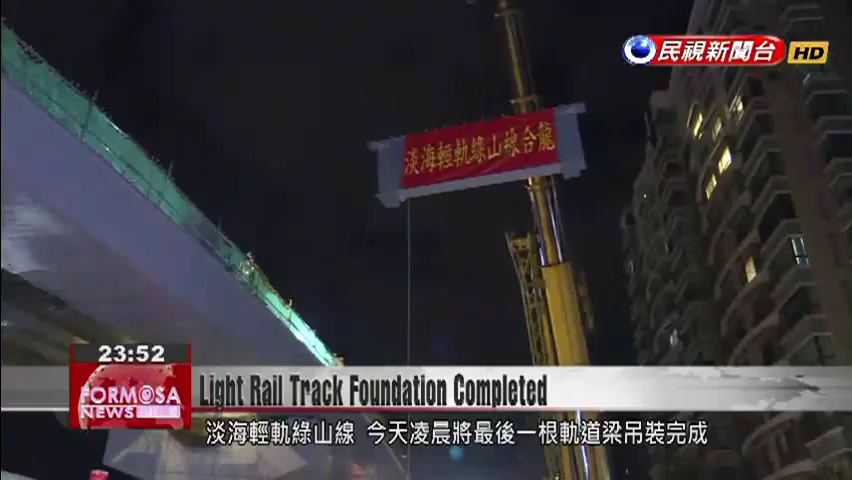 民視新聞台 HD
淡海輕軌綠山線合龍
23:52
FORMOSA
NEWS
Light Rail Track Foundation Completed
淡海輕軌綠山線 今天凌晨將最後一根軌道梁吊裝完成